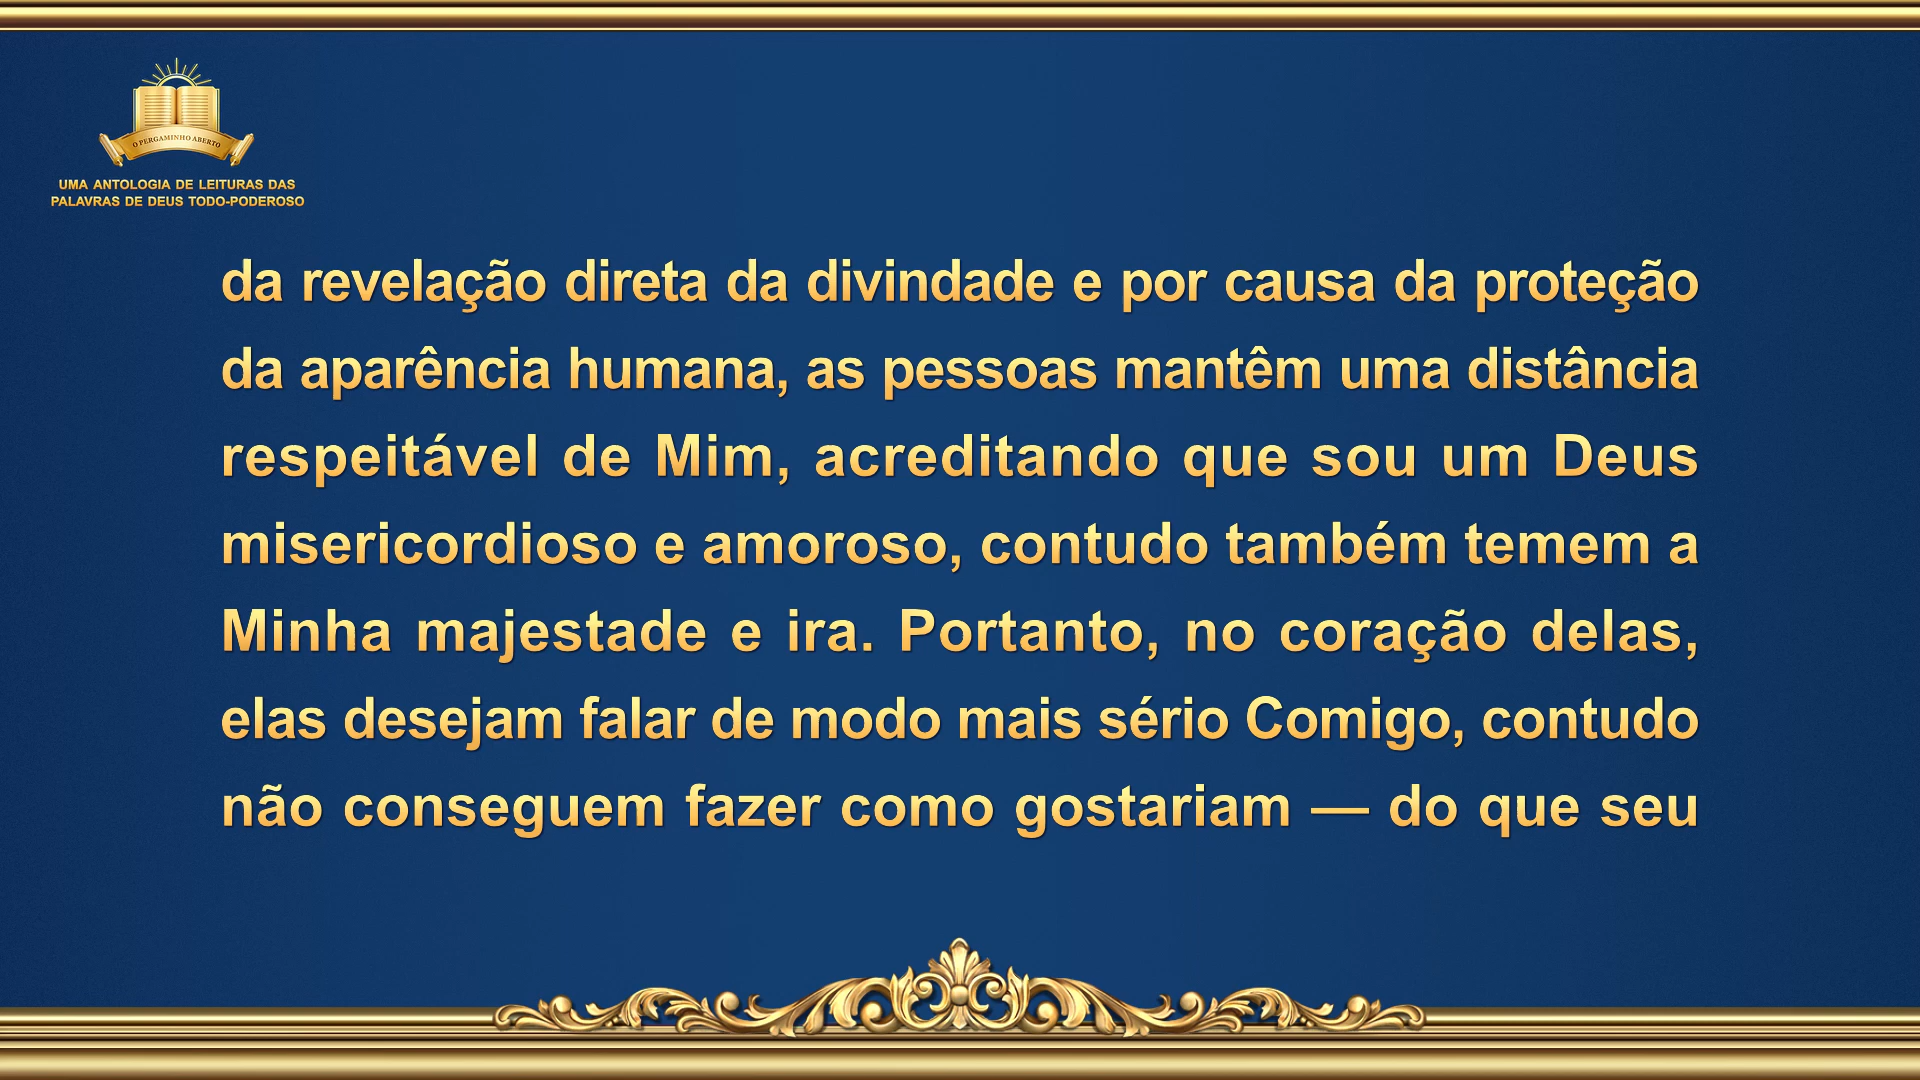 O PERGAMINHO ABERTO
UMA ANTOLOGIA DE LEITURAS DAS
PALAVRAS DE DEUS TODO-PODEROSO
da revelação direta da divindade e por causa da proteção
da aparência humana, as pessoas mantêm uma distância
respeitável de Mim, acreditando que sou um Deus
misericordioso e amoroso, contudo também temem a
Minha majestade e ira. Portanto, no coração delas,
elas desejam falar de modo mais sério Comigo, contudo
não conseguem fazer como gostariam — do que seu